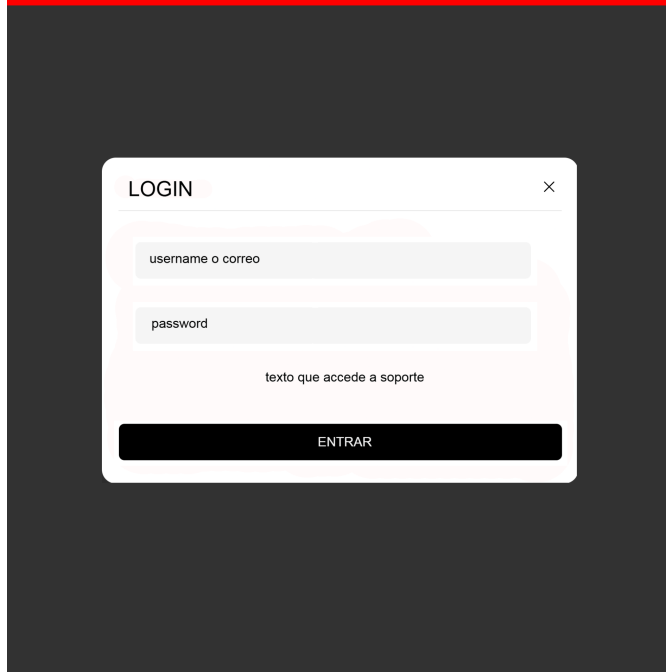 LOGIN
username o correo
password
texto que accede a soporte
ENTRAR